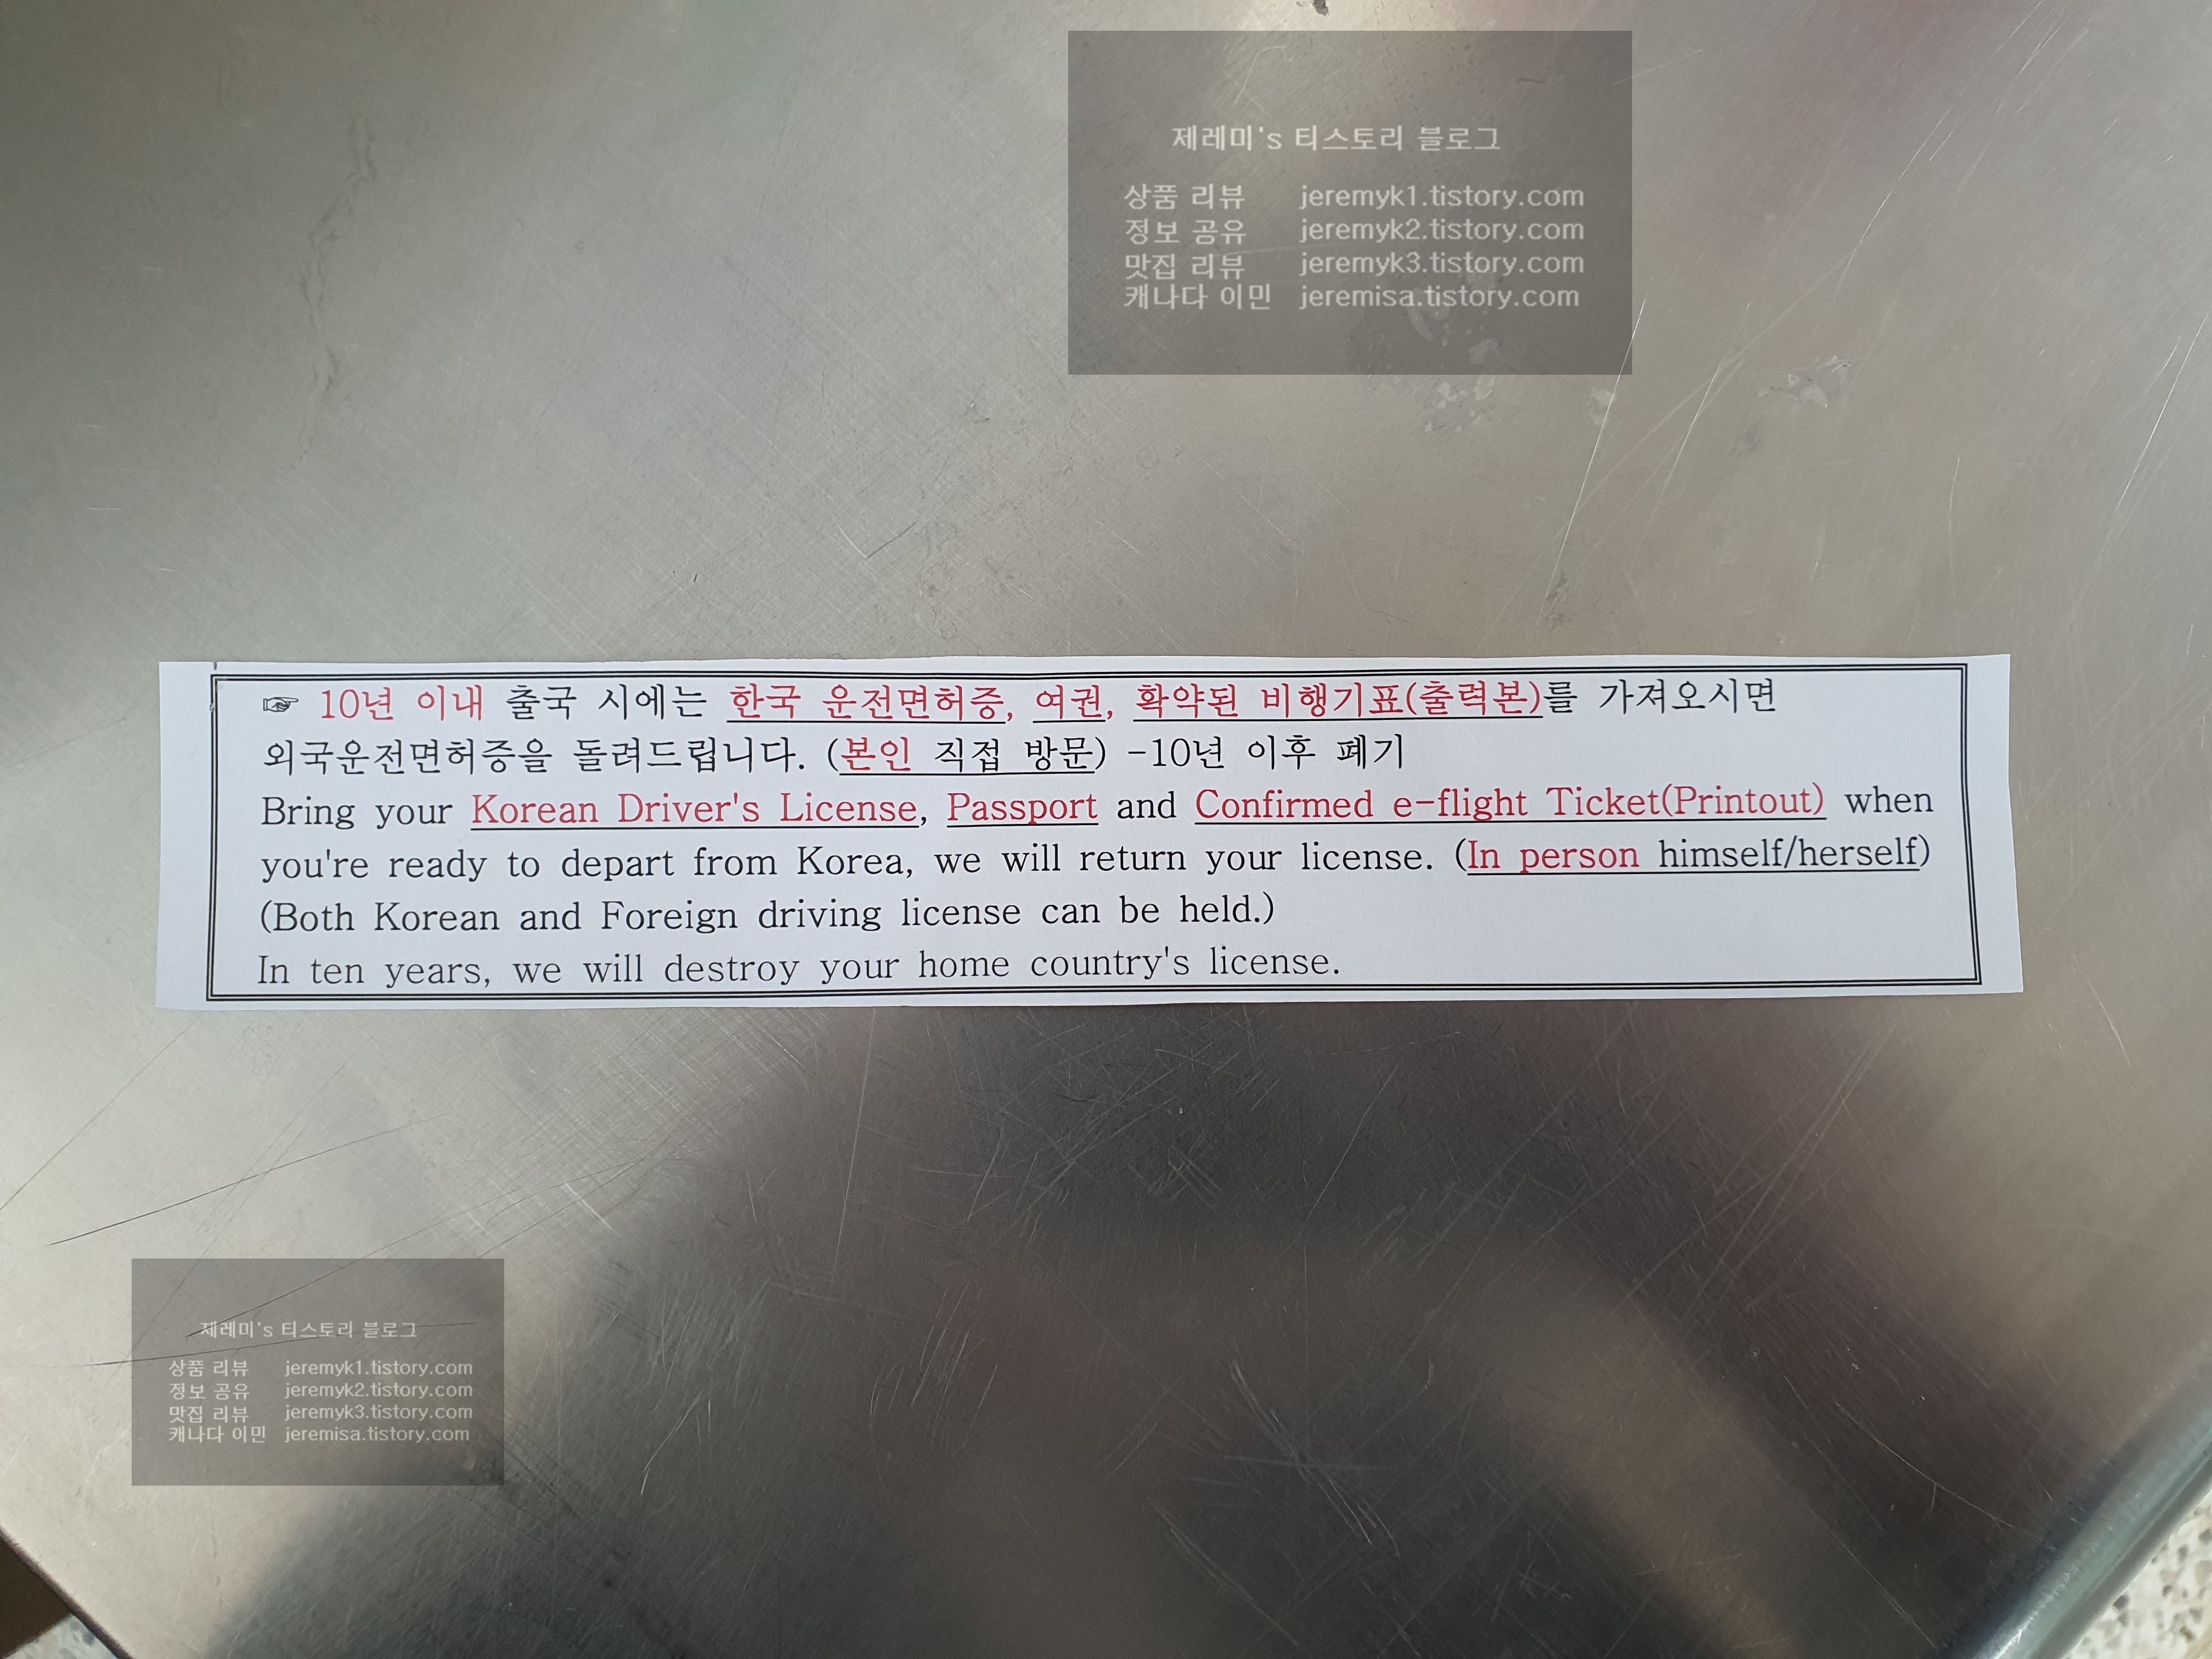 제레미's 티스토리 블로그
상품 리뷰 jeremyk1.tistory.com
정보 공유 jeremyk2.tistory.com
맛집 리뷰 jeremyk3.tistory.com
캐나다 이민 jeremisa.tistory.com
☞ 10년 이내 출국 시에는 한국 운전면허증, 여권, 확약된 비행기표(출력본)를 가져오시면
외국운전면허증을 돌려드립니다. (본인 직접 방문) -10년 이후 폐기
Bring your Korean Driver's License, Passport and Confirmed e-flight Ticket(Printout) when
you're ready to depart from Korea, we will return your license. (In person himself/herself)
(Both Korean and Foreign driving license can be held.)
In ten years, we will destroy your home country's license.
제레미's 티스토리 블로그
상품 리뷰 jeremyk1.tistory.com
정보 공유 jeremyk2.tistory.com
맛집 리뷰 jeremyk3.tistory.com
캐나다 이민 jeremisa.tistory.com